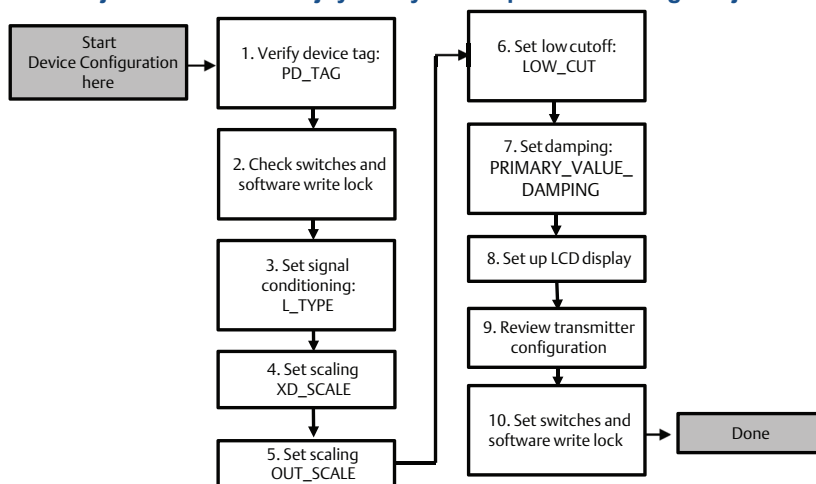 Start
Device Configuration
here
1. Verify device tag:
PD_TAG
2. Check switches and
software write lock
3. Set signal
conditioning:
L_TYPE
4. Set scaling
XD_SCALE
5. Set scaling
OUT_SCALE
6. Set low cutoff:
LOW_CUT
7. Set damping:
PRIMARY_VALUE_
DAMPING
8. Set up LCD display
9. Review transmitter
configuration
10. Set switches and
software write lock
Done